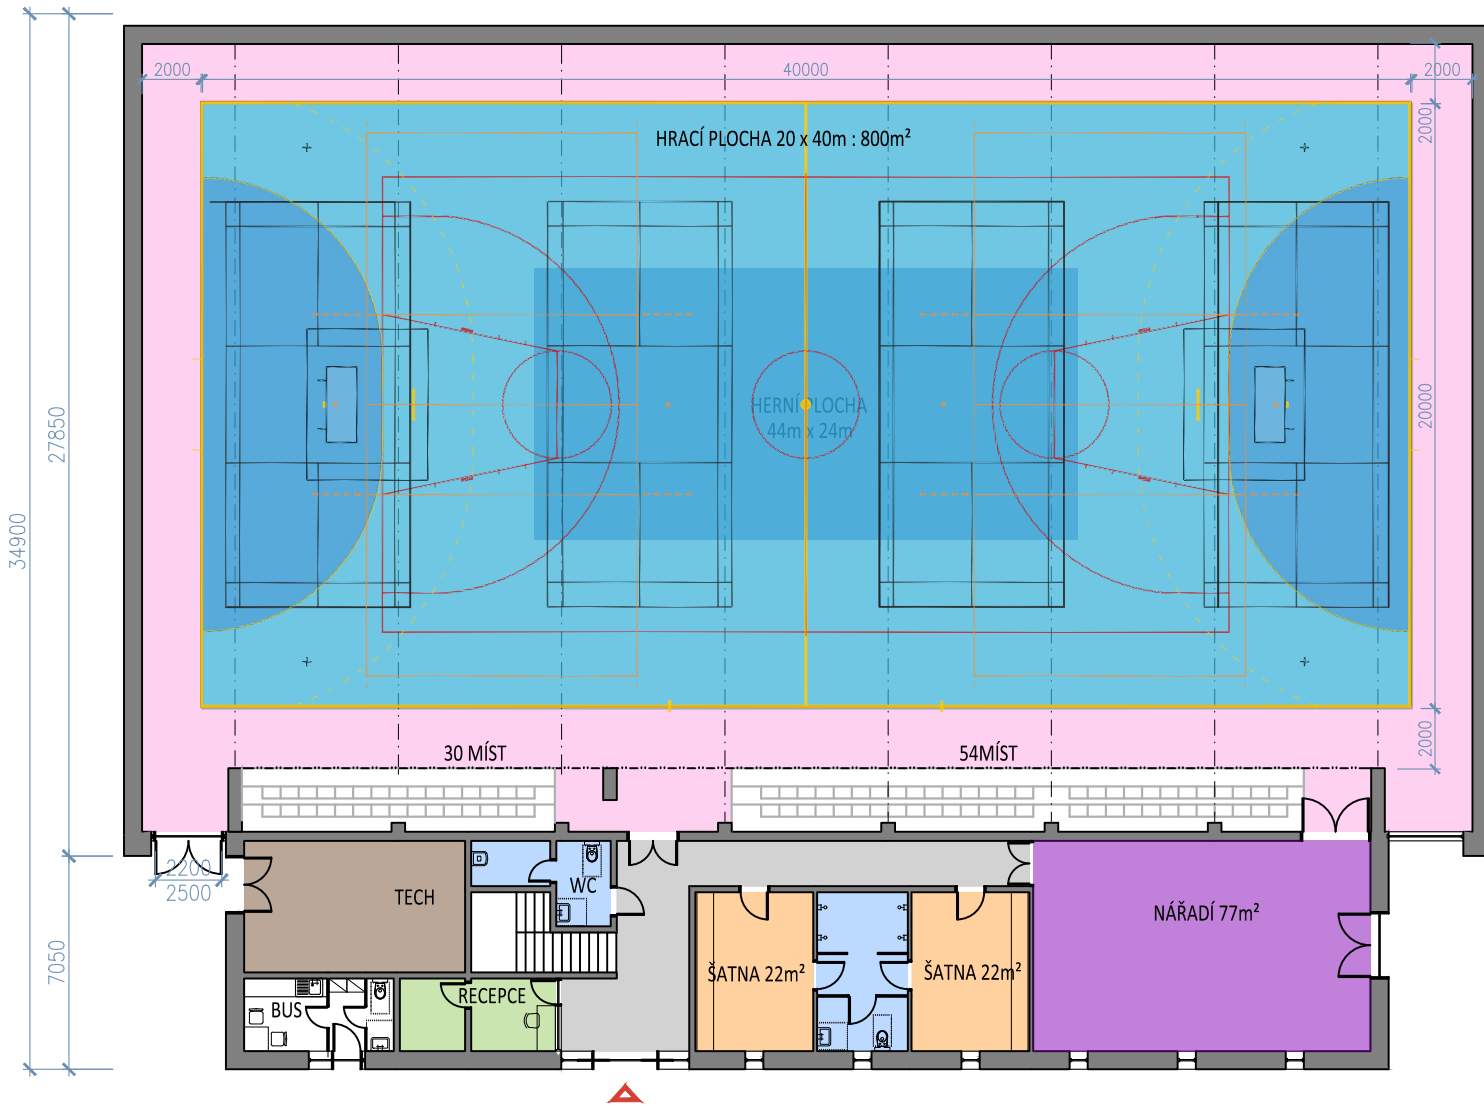 2000
40000
2000
HRACÍ PLOCHA 20 x 40m : 800m²
2000
HERNÍ PLOCHA
44m x 24m
20000
27850
34900
30 MÍST
54MÍST
2000
2200
2500
TECH
WC
NÁŘADÍ 77m²
7050
ŠATNA 22m²
ŠATNA 22m²
BUS
RECEPCE